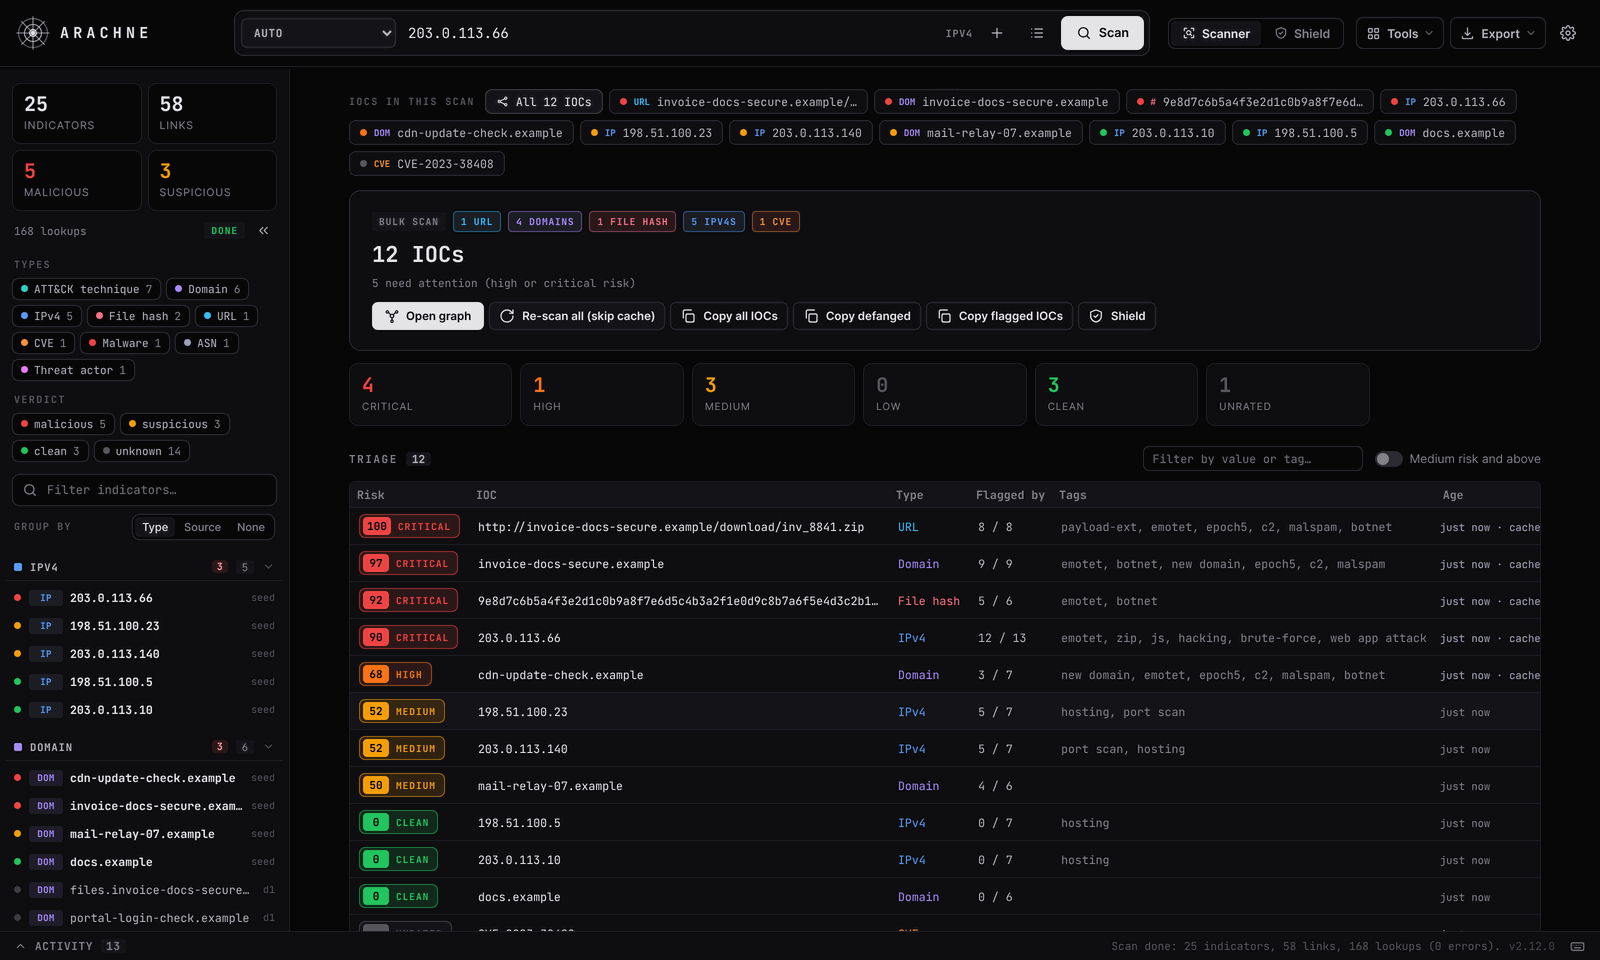 ARACHNE
AUTO
203.0.113.66
IPV4
Scan
Scanner
Shield
Tools
Export
25
INDICATORS
58
LINKS
5
MALICIOUS
3
SUSPICIOUS
168 lookups
DONE
TYPES
ATT&CK technique 7
Domain 6
IPv4 5
File hash 2
URL 1
CVE 1
Malware 1
ASN 1
Threat actor 1
VERDICT
malicious 5
suspicious 3
clean 3
unknown 14
Filter indicators…
GROUP BY
Type
Source
None
IPV4
3
5
IP 203.0.113.66 seed
IP 198.51.100.23 seed
IP 203.0.113.140 seed
IP 198.51.100.5 seed
IP 203.0.113.10 seed
DOMAIN
3
6
DOM cdn-update-check.example seed
DOM invoice-docs-secure.exam… seed
DOM mail-relay-07.example seed
DOM docs.example seed
DOM files.invoice-docs-secure… d1
DOM portal-login-check.example d1
IOCS IN THIS SCAN
All 12 IOCs
URL invoice-docs-secure.example/…
DOM invoice-docs-secure.example
# 9e8d7c6b5a4f3e2d1c0b9a8f7e6d…
IP 203.0.113.66
DOM cdn-update-check.example
IP 198.51.100.23
IP 203.0.113.140
DOM mail-relay-07.example
IP 203.0.113.10
IP 198.51.100.5
DOM docs.example
CVE CVE-2023-38408
BULK SCAN
1 URL
4 DOMAINS
1 FILE HASH
5 IPV4S
1 CVE
12 IOCs
5 need attention (high or critical risk)
Open graph
Re-scan all (skip cache)
Copy all IOCs
Copy defanged
Copy flagged IOCs
Shield
4
CRITICAL
1
HIGH
3
MEDIUM
0
LOW
3
CLEAN
1
UNRATED
TRIAGE 12
Filter by value or tag…
Medium risk and above
Risk IOC Type Flagged by Tags Age
100 CRITICAL http://invoice-docs-secure.example/download/inv_8841.zip URL 8 / 8 payload-ext, emotet, epoch5, c2, malspam, botnet just now · cache
97 CRITICAL invoice-docs-secure.example Domain 9 / 9 emotet, botnet, new domain, epoch5, c2, malspam just now · cache
92 CRITICAL 9e8d7c6b5a4f3e2d1c0b9a8f7e6d5c4b3a2f1e0d9c8b7a6f5e4d3c2b1… File hash 5 / 6 emotet, botnet just now · cache
90 CRITICAL 203.0.113.66 IPv4 12 / 13 emotet, zip, js, hacking, brute-force, web app attack just now · cache
68 HIGH cdn-update-check.example Domain 3 / 7 new domain, emotet, epoch5, c2, malspam, botnet just now · cache
52 MEDIUM 198.51.100.23 IPv4 5 / 7 hosting, port scan just now
52 MEDIUM 203.0.113.140 IPv4 5 / 7 port scan, hosting just now
50 MEDIUM mail-relay-07.example Domain 4 / 6 just now
0 CLEAN 198.51.100.5 IPv4 0 / 7 hosting just now
0 CLEAN 203.0.113.10 IPv4 0 / 7 hosting just now
0 CLEAN docs.example Domain 0 / 6 just now
ACTIVITY 13
Scan done: 25 indicators, 58 links, 168 lookups (0 errors). v2.12.0